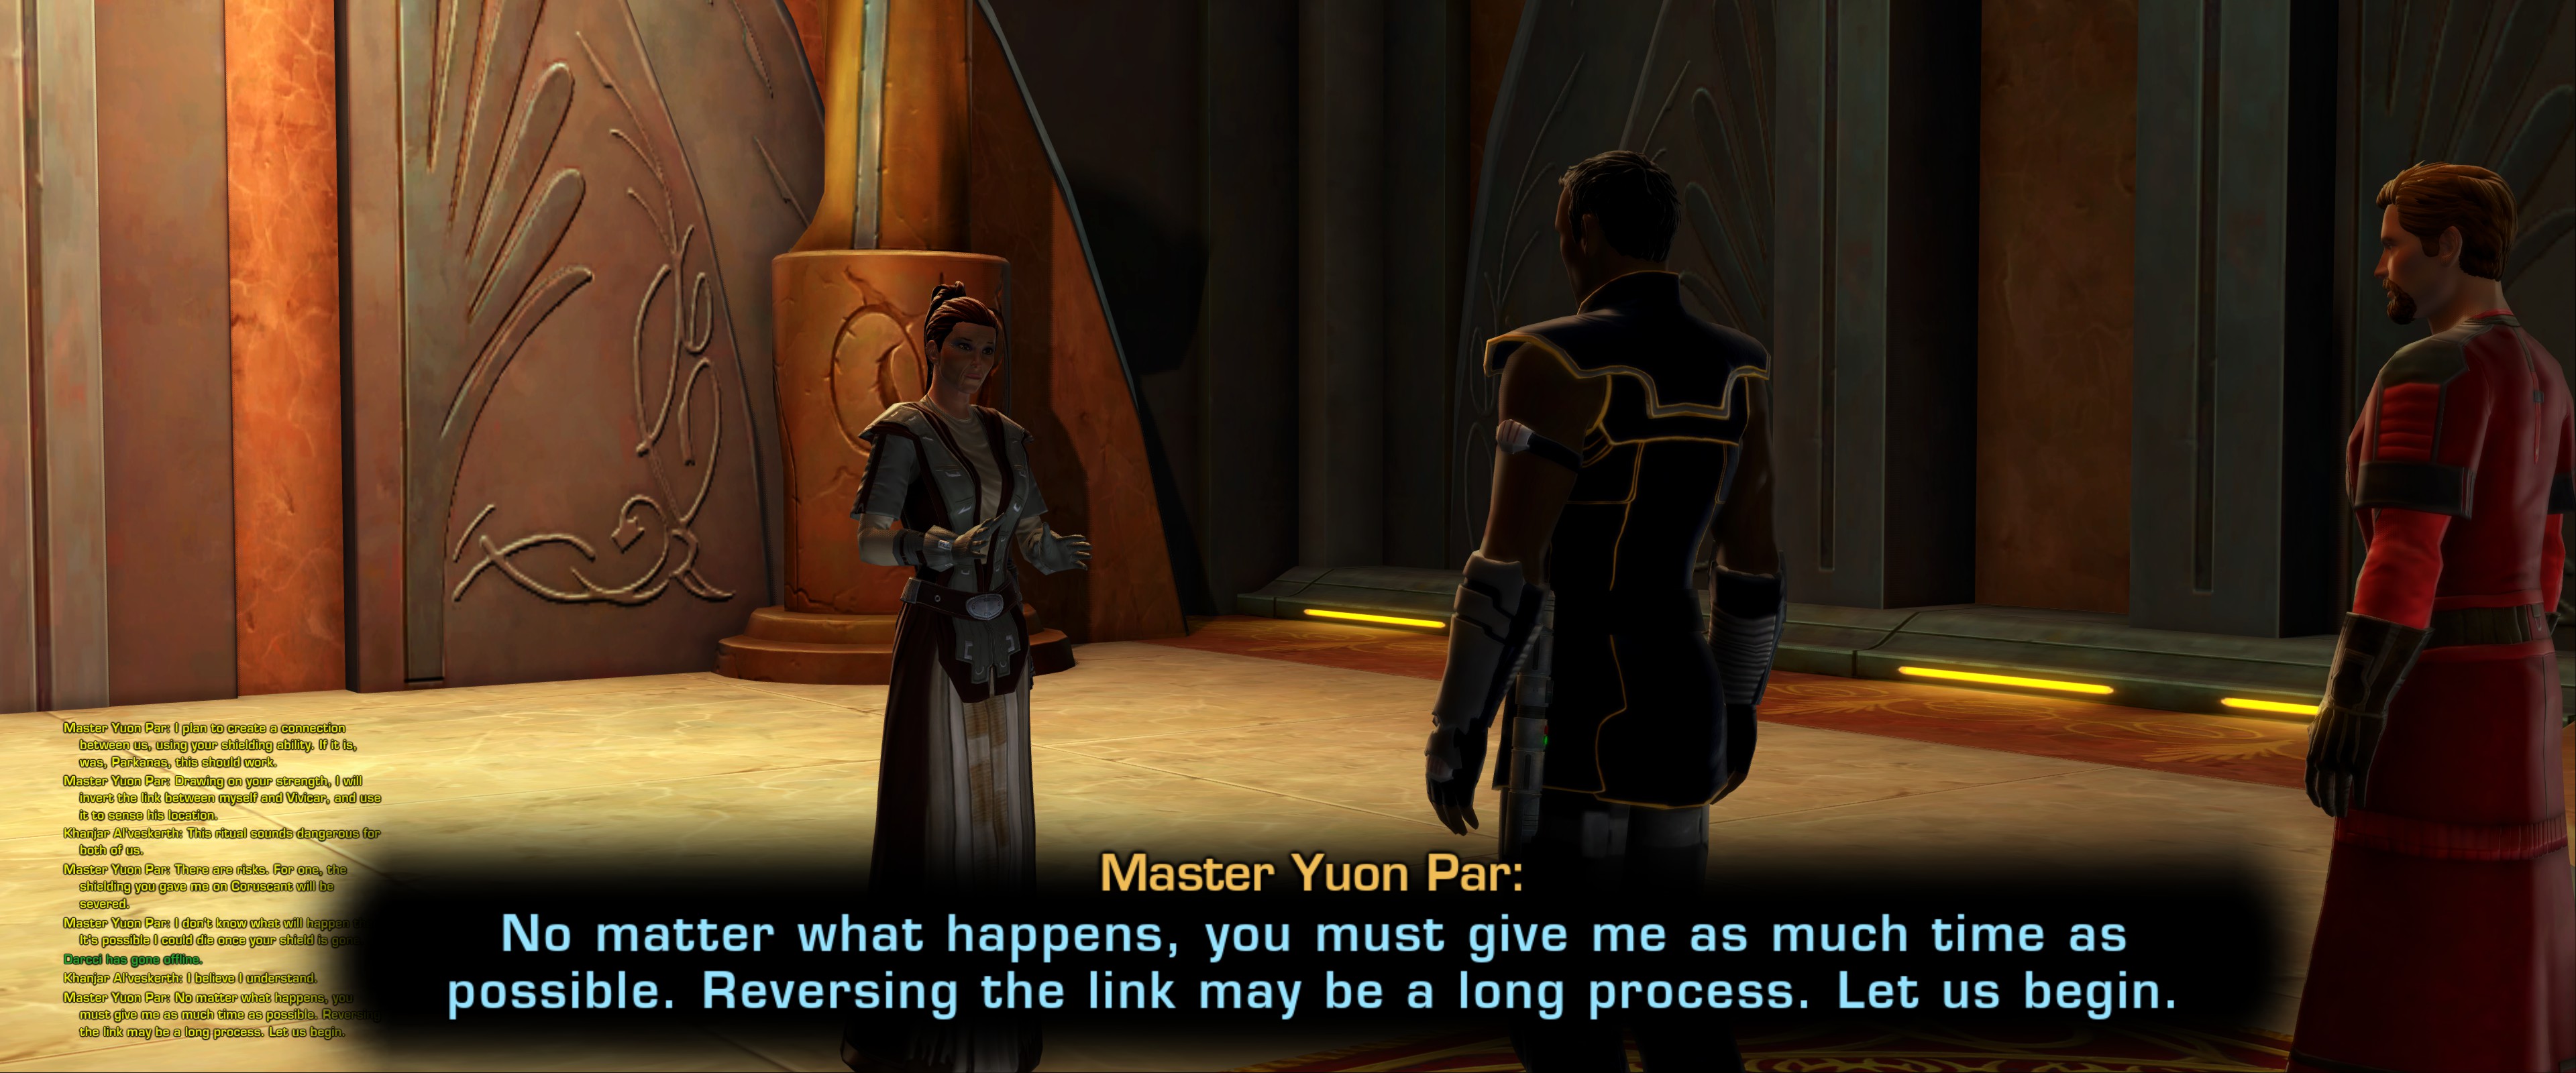 Master Yuon Par: I plan to create a connection
between us, using your shielding ability. If it is,
was, Parkanas, this should work.
Master Yuon Par: Drawing on your strength, I will
invert the link between myself and Vivicar, and use
it to sense his location.
Khanjar Al'veskerth: This ritual sounds dangerous for
both of us.
Master Yuon Par: There are risks. For one, the
shielding you gave me on Coruscant will be
severed.
Master Yuon Par: I don't know what will happen
It's possible I could die once your shield is gone.
Darcci has gone offline.
Khanjar Al'veskerth: I believe I understand.
Master Yuon Par: No matter what happens, you
must give me as much time as possible. Reversing
the link may be a long process. Let us begin.
Master Yuon Par:
No matter what happens, you must give me as much time as
possible. Reversing the link may be a long process. Let us begin.